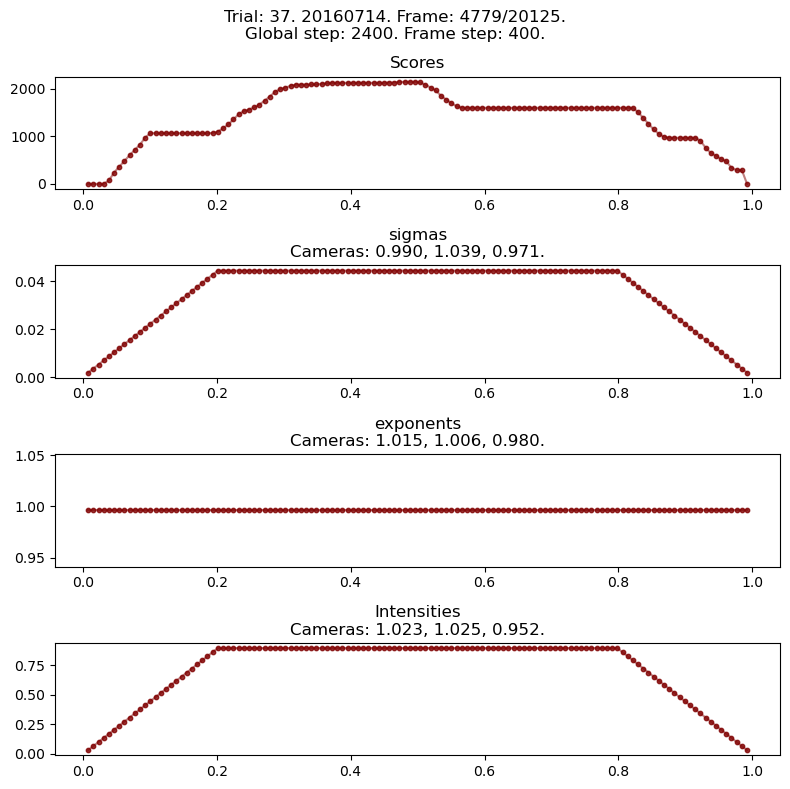 Trial: 37. 20160714. Frame: 4779/20125.
Global step: 2400. Frame step: 400.
Scores
2000
1000
0
0.0 0.2 0.4 0.6 0.8 1.0
sigmas
Cameras: 0.990, 1.039, 0.971.
0.04
0.02
0.00
0.0 0.2 0.4 0.6 0.8 1.0
exponents
Cameras: 1.015, 1.006, 0.980.
1.05
1.00
0.95
0.0 0.2 0.4 0.6 0.8 1.0
Intensities
Cameras: 1.023, 1.025, 0.952.
0.75
0.50
0.25
0.00
0.0 0.2 0.4 0.6 0.8 1.0